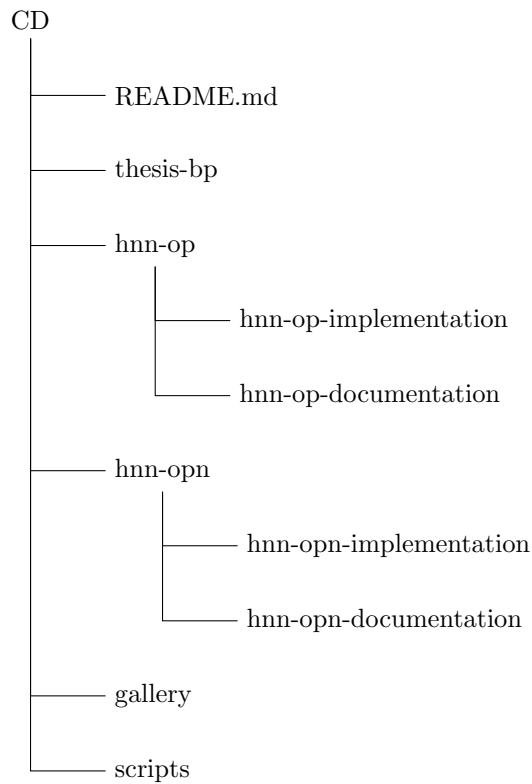 CD
README.md
thesis-bp
hnn-op
hnn-op-implementation
hnn-op-documentation
hnn-opn
hnn-opn-implementation
hnn-opn-documentation
gallery
scripts